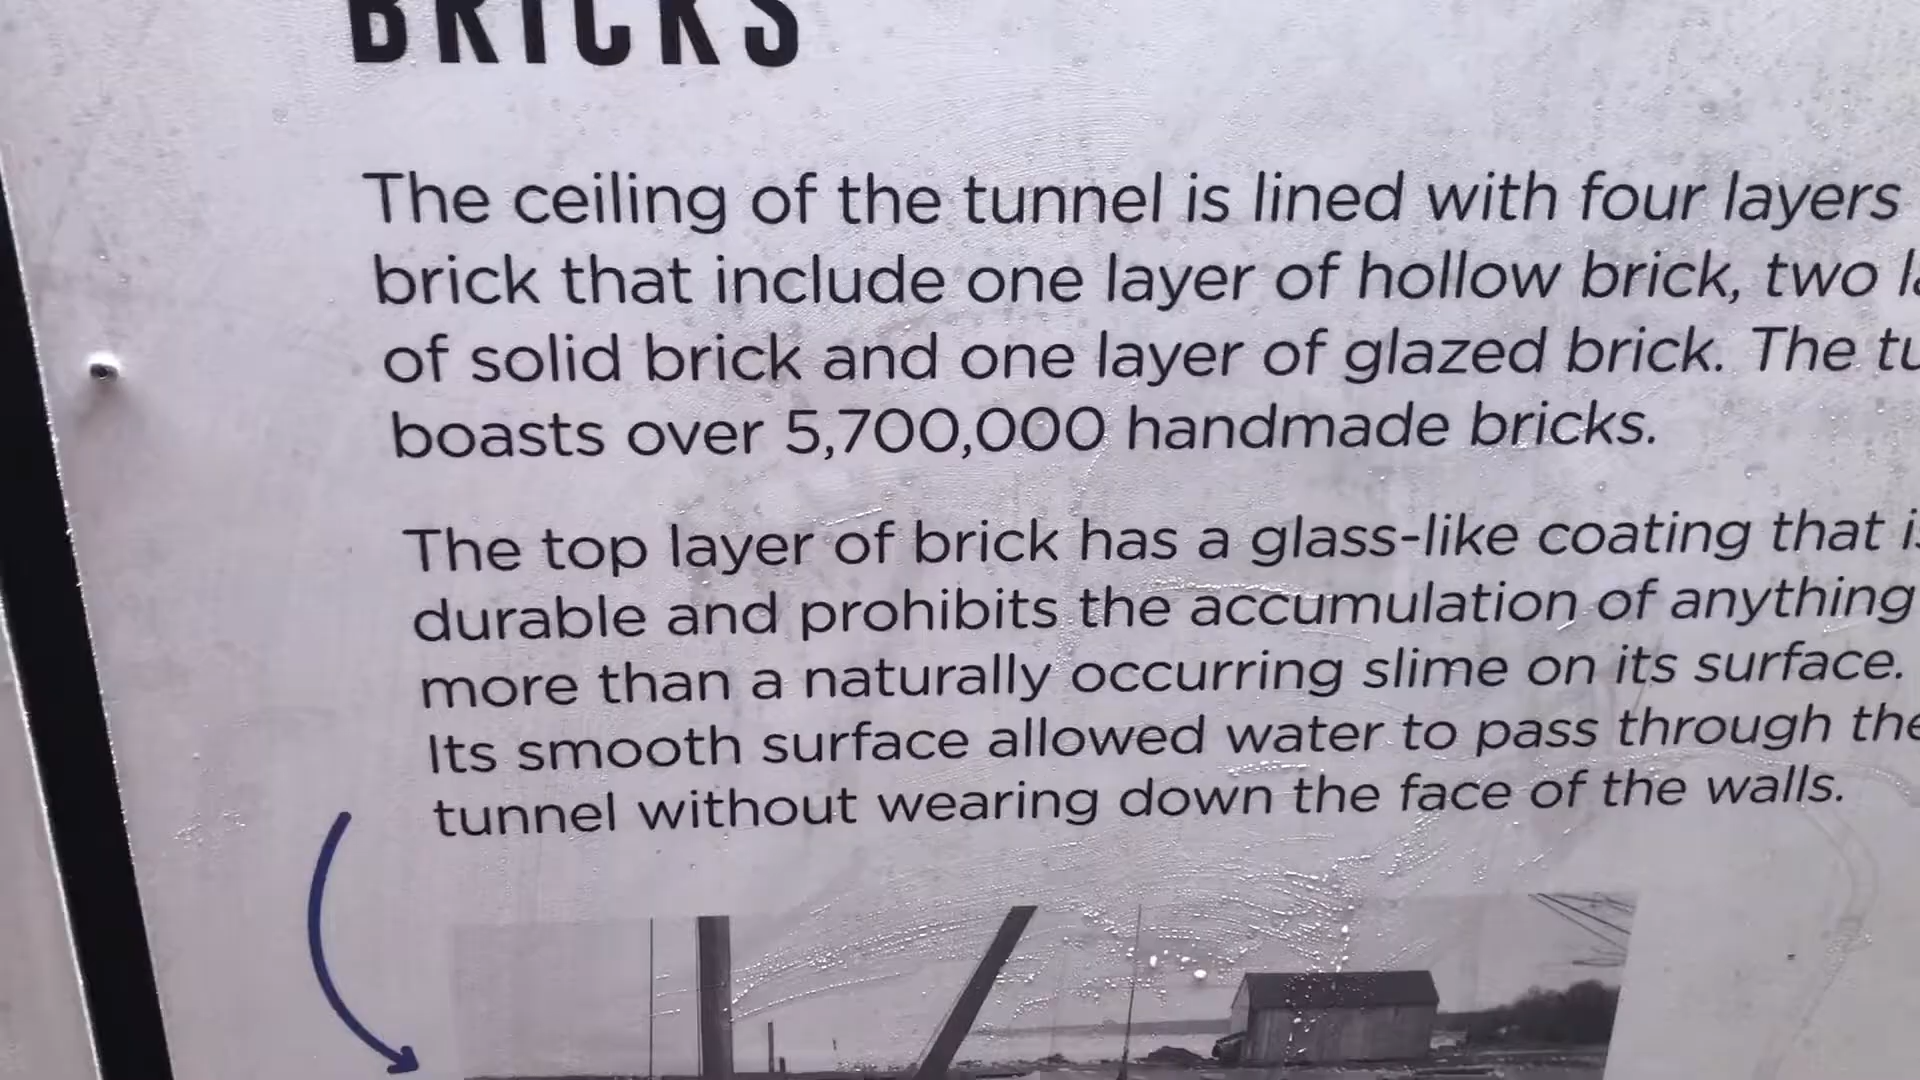 BRICKS
The ceiling of the tunnel is lined with four layers
brick that include one layer of hollow brick, two
of solid brick and one layer of glazed brick. The
boasts over 5,700,000 handmade bricks.
The top layer of brick has a glass-like coating that
durable and prohibits the accumulation of anything
more than a naturally occurring slime on its surface.
Its smooth surface allowed water to pass through the
tunnel without wearing down the face of the walls.